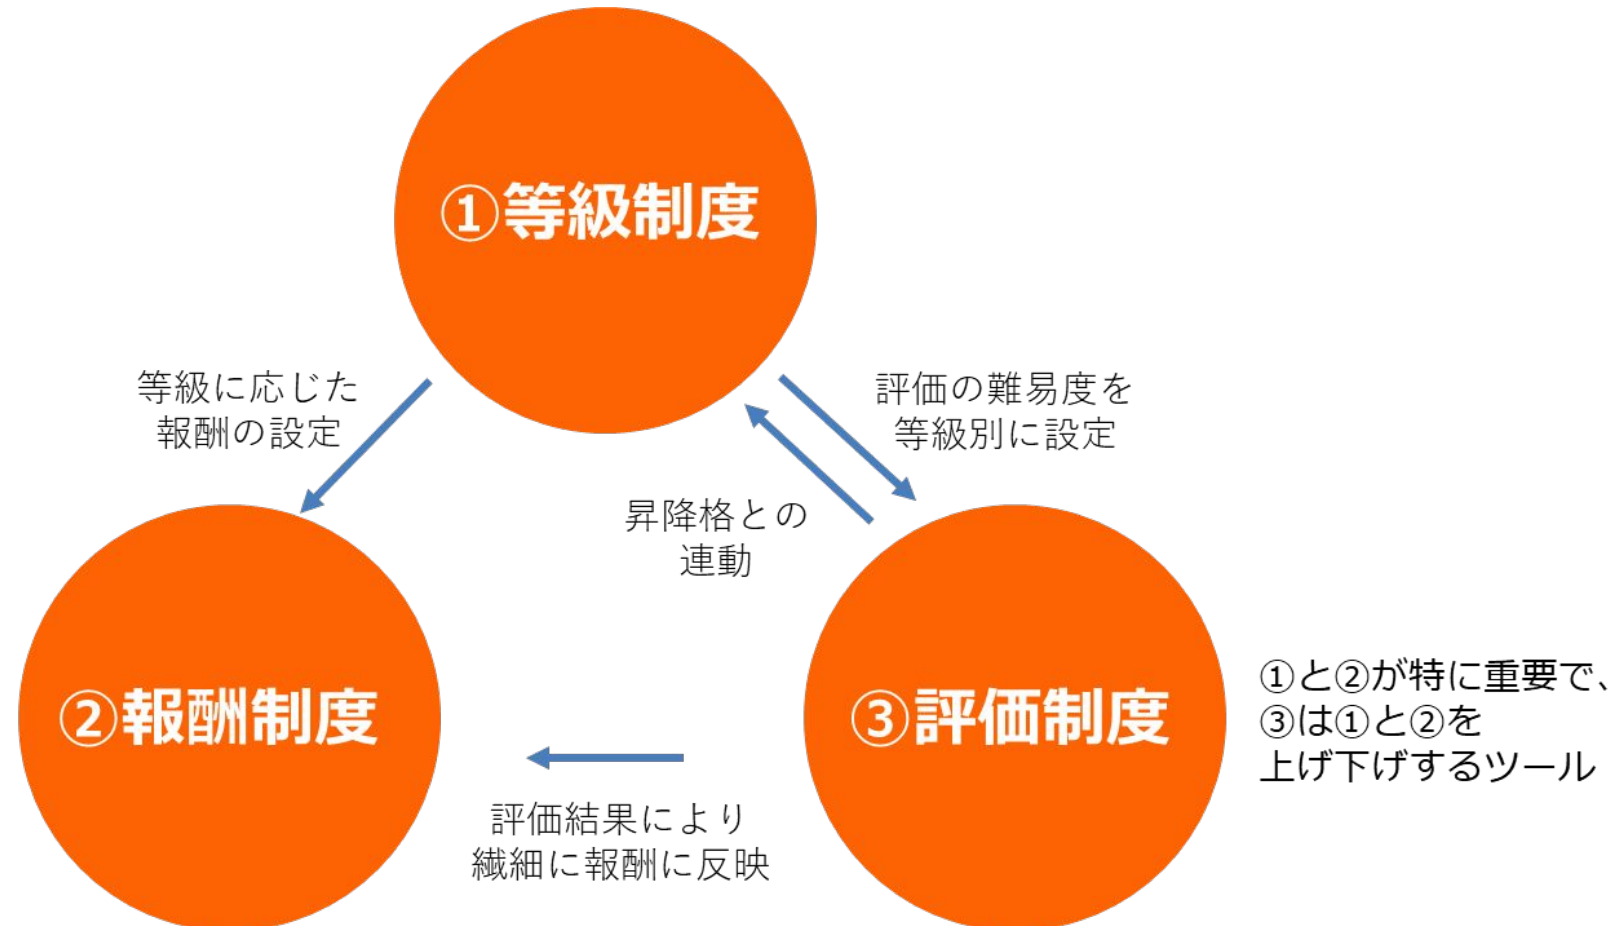 ①等級制度
等級に応じた
報酬の設定
評価の難易度を
等級別に設定
昇降格との
連動
②報酬制度
③評価制度
①と②が特に重要で、
③は①と②を
上げ下げするツール
評価結果により
繊細に報酬に反映